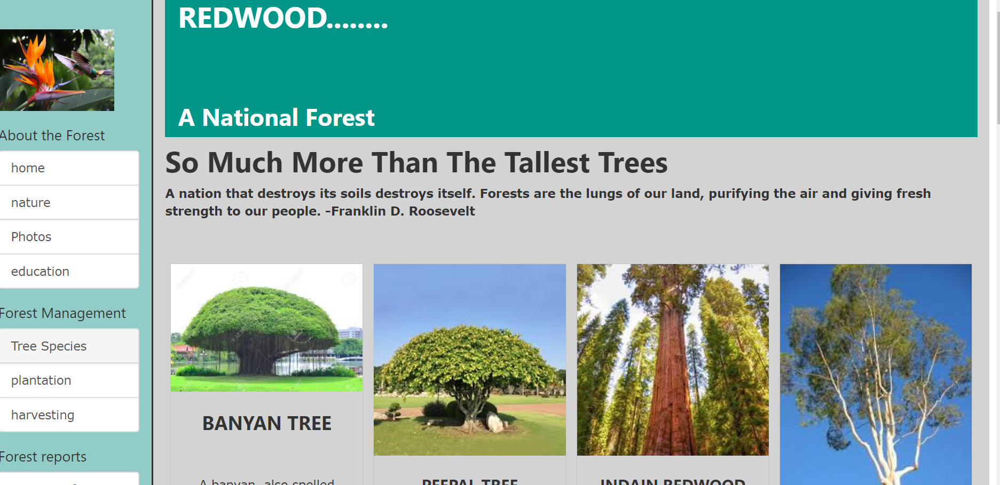 REDWOOD........
A National Forest
About the Forest
home
nature
Photos
education
Forest Management
Tree Species
plantation
harvesting
Forest reports
So Much More Than The Tallest Trees
A nation that destroys its soils destroys itself. Forests are the lungs of our land, purifying the air and giving fresh
strength to our people. -Franklin D. Roosevelt
BANYAN TREE
A banyan, also spelled
PEEPAL TREE
INDAIN REDWOOD